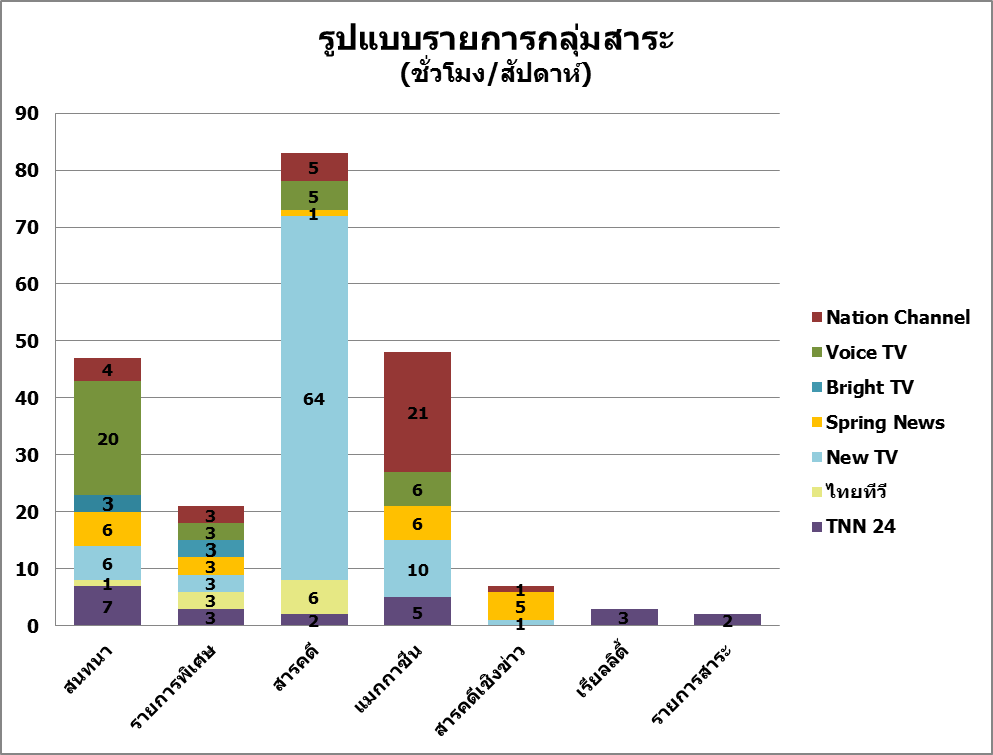 รูปแบบรายการกลุ่มสาระ
(ชั่วโมง/สัปดาห์)
90
80
70
60
50
40
30
20
10
0
4
20
3
6
6
1
7
3
3
3
3
3
3
3
5
5
1
64
6
2
21
6
6
10
5
1
5
1
3
2
สนทนา
รายการพิเศษ
สารคดี
แมกกาซีน
สารคดีเชิงข่าว
เรียลลิตี้
รายการสาระ
Nation Channel
Voice TV
Bright TV
Spring News
New TV
ไทยทีวี
TNN 24